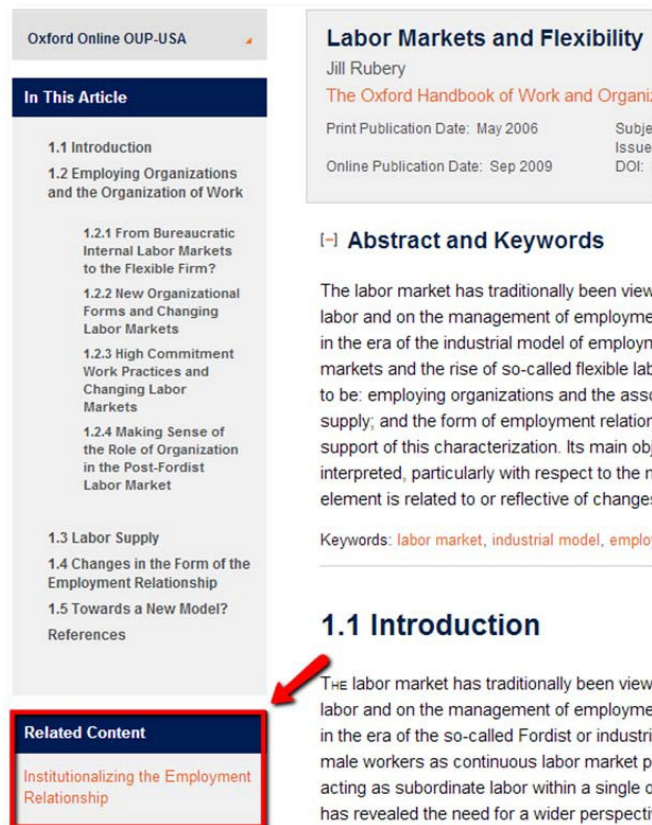 Oxford Online OUP-USA
In This Article
1.1 Introduction
1.2 Employing Organizations
and the Organization of Work
1.2.1 From Bureaucratic
Internal Labor Markets
to the Flexible Firm?
1.2.2 New Organizational
Forms and Changing
Labor Markets
1.2.3 High Commitment
Work Practices and
Changing Labor
Markets
1.2.4 Making Sense of
the Role of Organization
in the Post-Fordist
Labor Market
1.3 Labor Supply
1.4 Changes in the Form of the
Employment Relationship
1.5 Towards a New Model?
References
Related Content
Institutionalizing the Employment
Relationship
Labor Markets and Flexibility
Jill Rubery
The Oxford Handbook of Work and Organiz
Print Publication Date: May 2006 Subje
Issue
Online Publication Date: Sep 2009 DOI:
[-] Abstract and Keywords
The labor market has traditionally been view
labor and on the management of employme
in the era of the industrial model of employn
markets and the rise of so-called flexible lab
to be: employing organizations and the asso
supply; and the form of employment relation
support of this characterization. Its main obj
interpreted, particularly with respect to the n
element is related to or reflective of changes
Keywords: labor market, industrial model, emplo
1.1 Introduction
THE labor market has traditionally been view
labor and on the management of employme
in the era of the so-called Fordist or industri
male workers as continuous labor market p
acting as subordinate labor within a single o
has revealed the need for a wider perspecti